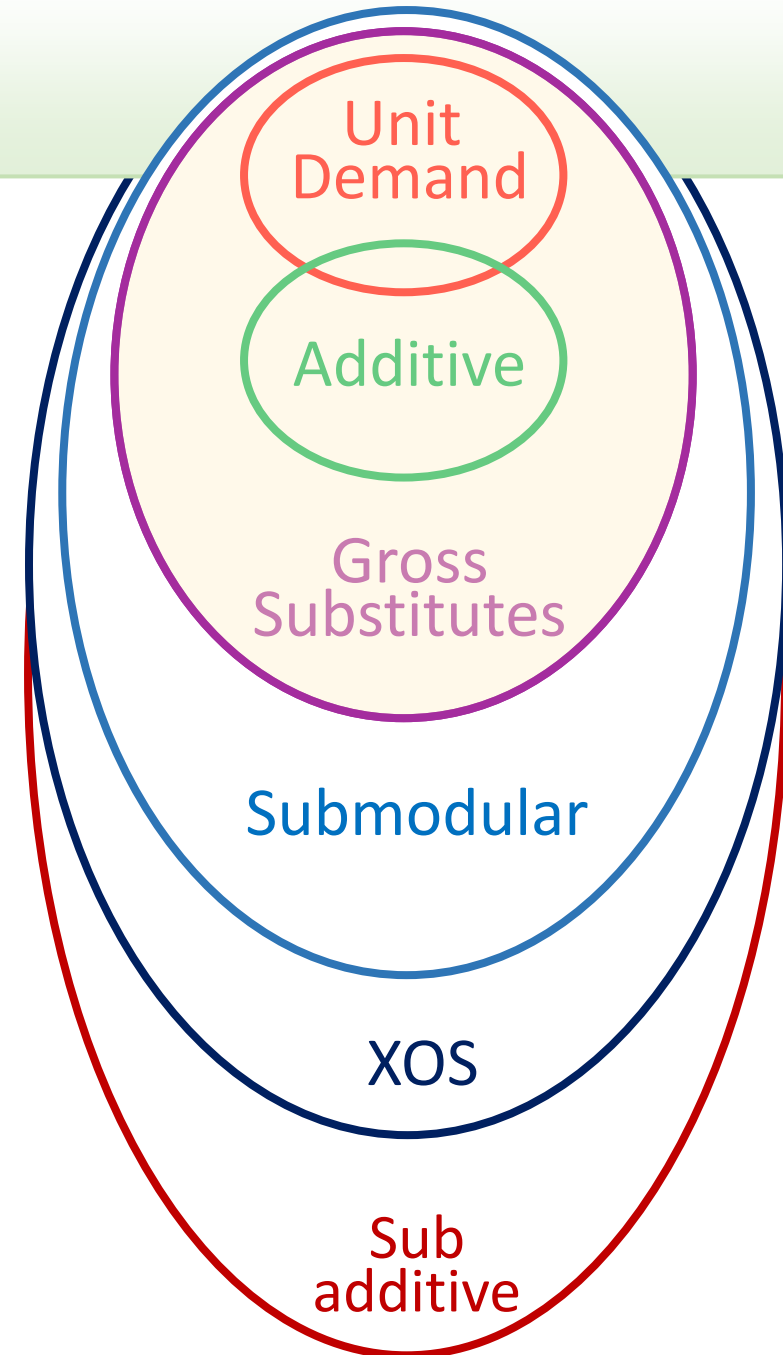 Unit
Demand
Additive
Gross
Substitutes
Submodular
XOS
Sub
additive